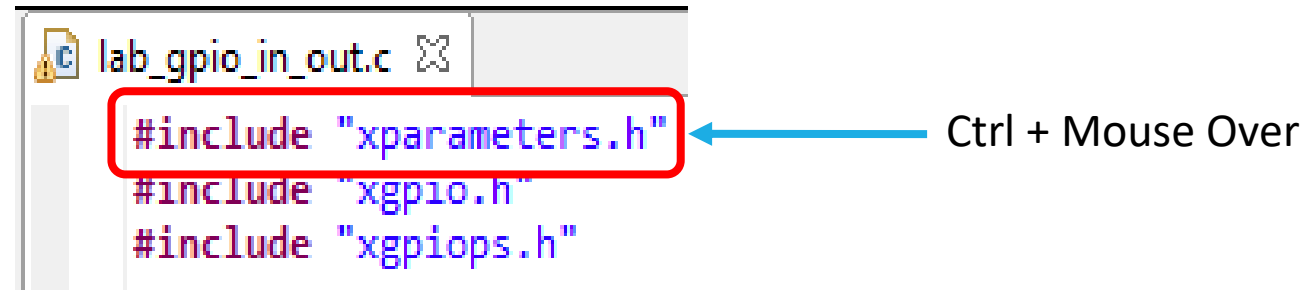 lab_gpio_in_out.c
#include "xparameters.h"
Ctrl + Mouse Over
#include "xgpio.h"
#include "xgpiops.h"